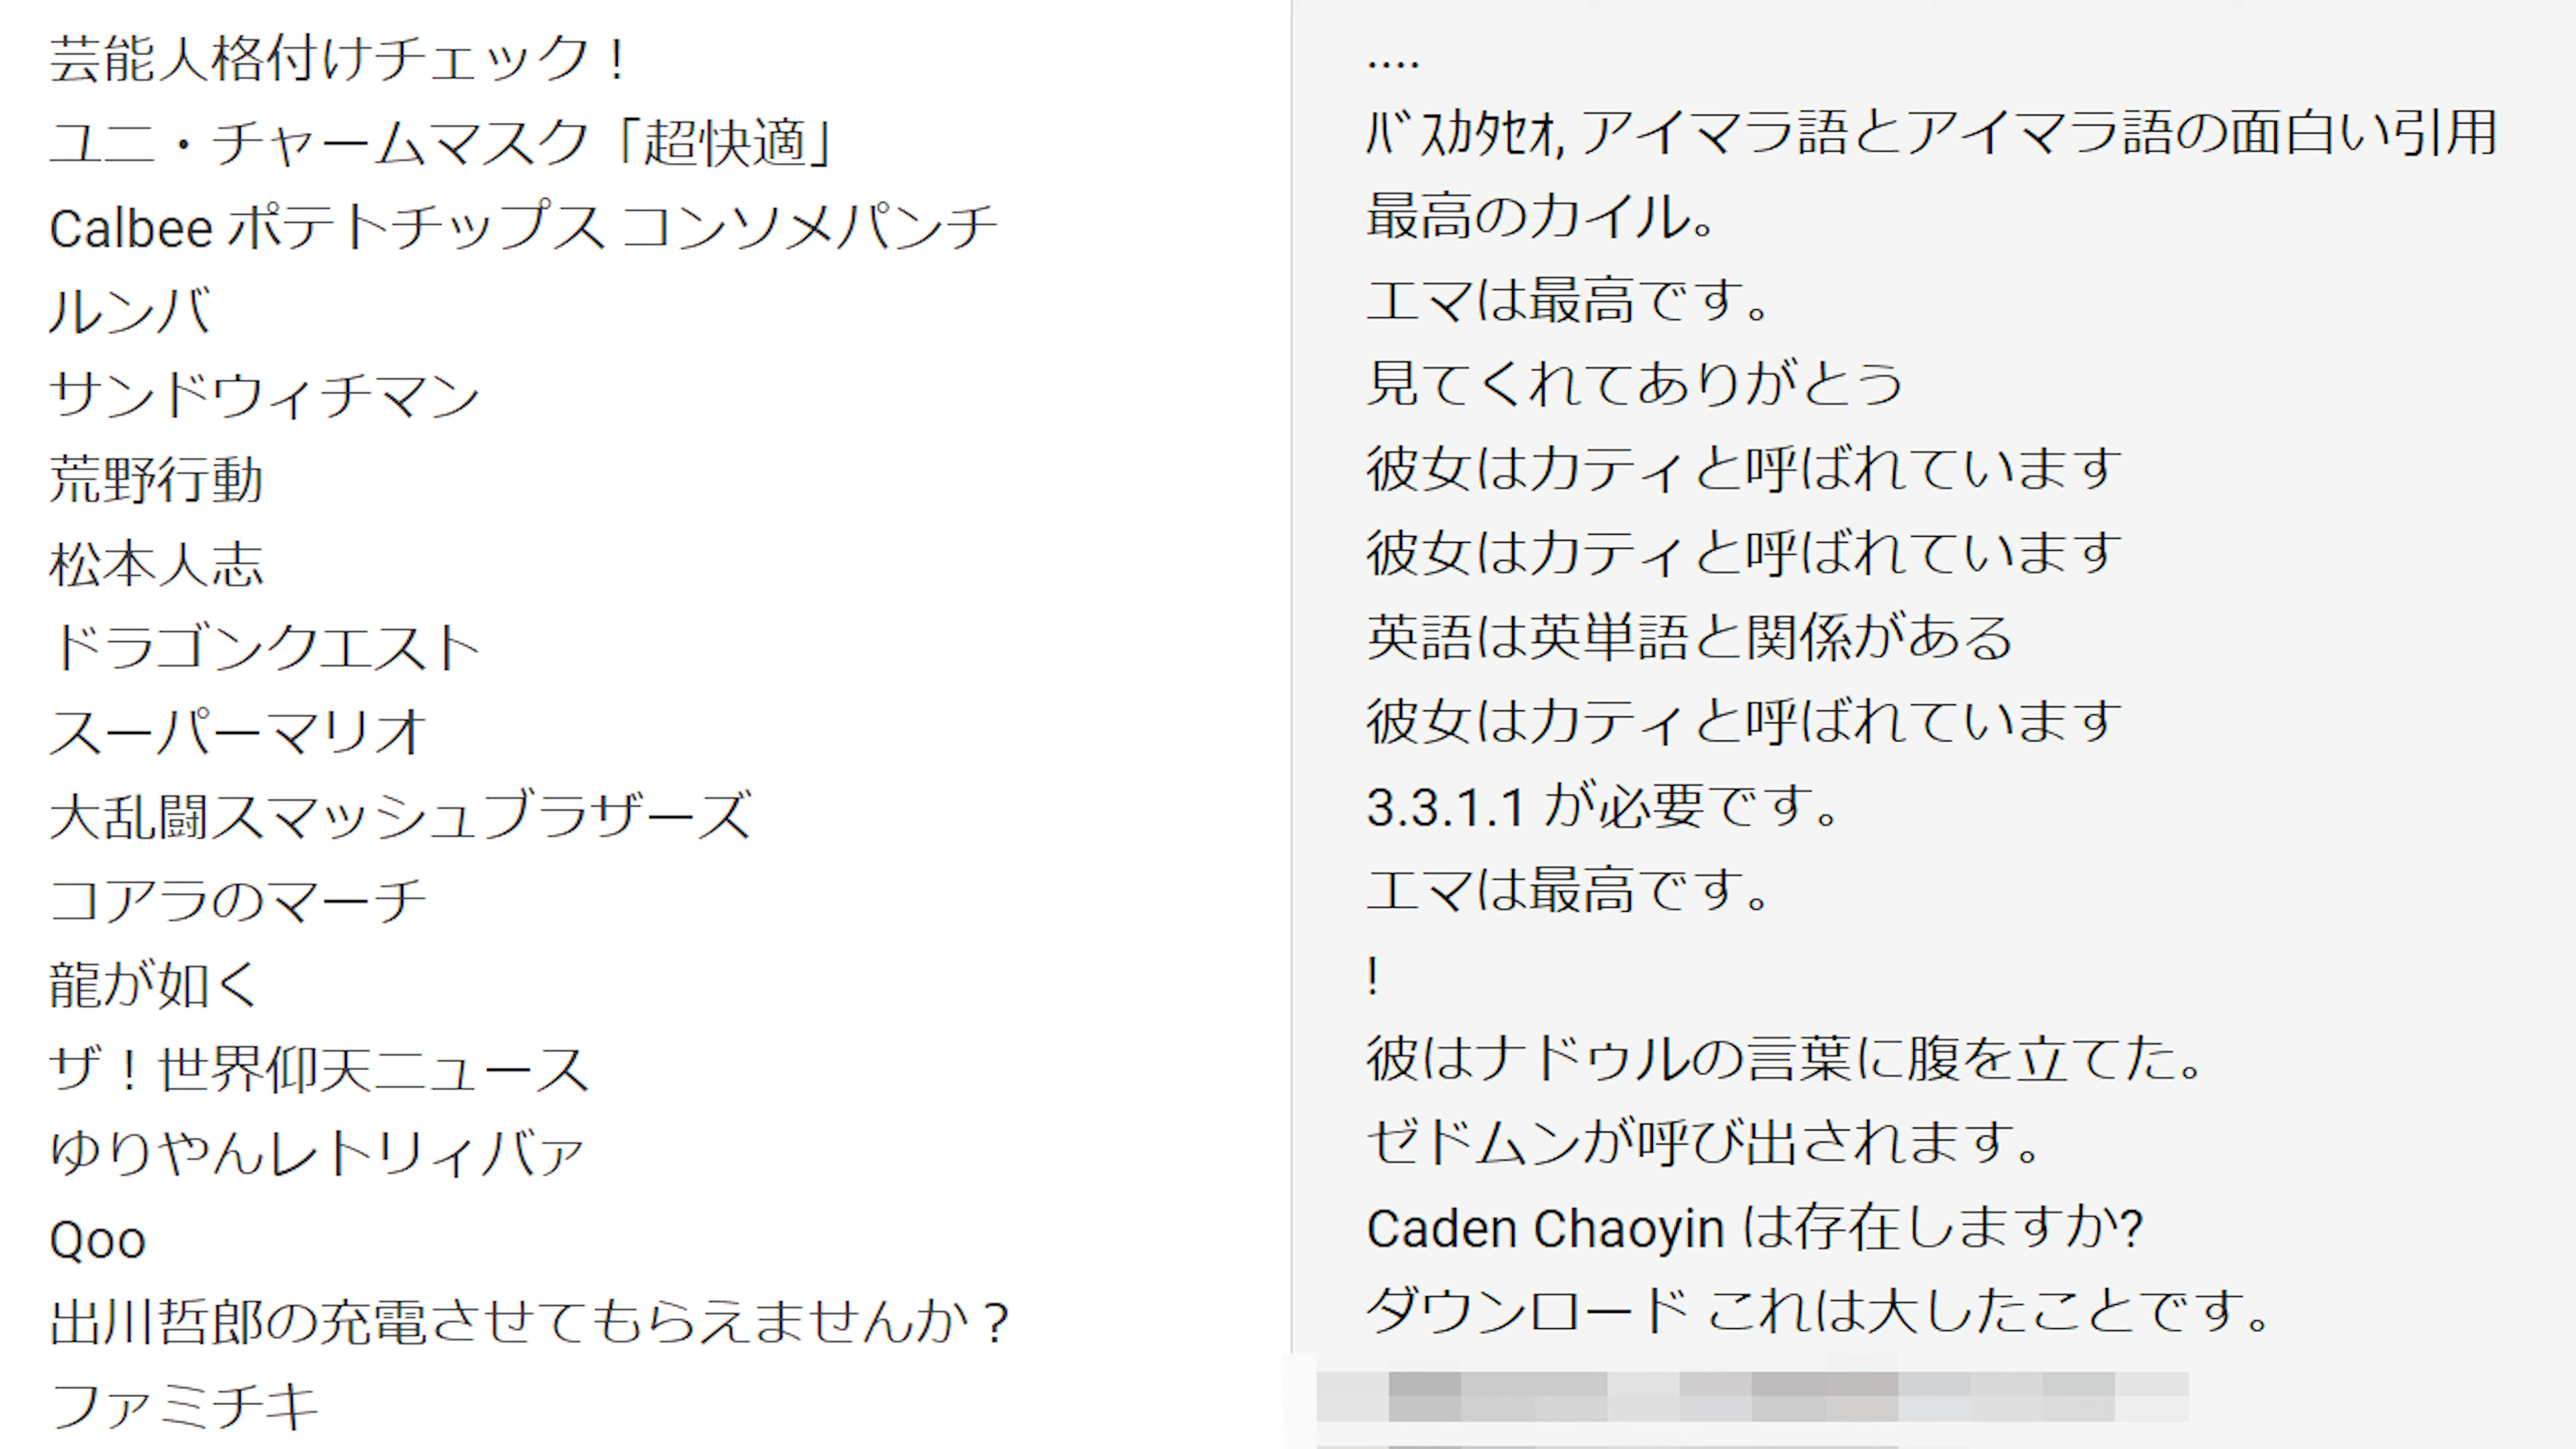 芸能人格付けチェック！
ユニ・チャームマスク「超快適」
Calbee ポテトチップス コンソメパンチ
ルンバ
サンドウィチマン
荒野行動
松本人志
ドラゴンクエスト
スーパーマリオ
大乱闘スマッシュブラザーズ
コアラのマーチ
龍が如く
ザ！世界仰天ニュース
ゆりやんレトリィバァ
Qoo
出川哲郎の充電させてもらえませんか？
ファミチキ
....
ﾊﾞｽｶﾀｾｵ, アイマラ語とアイマラ語の面白い引用
最高のカイル。
エマは最高です。
見てくれてありがとう
彼女はカティと呼ばれています
彼女はカティと呼ばれています
英語は英単語と関係がある
彼女はカティと呼ばれています
3.3.1.1 が必要です。
エマは最高です。
!
彼はナドゥルの言葉に腹を立てた。
ゼドムンが呼び出されます。
Caden Chaoyin は存在しますか?
ダウンロード これは大したことです。